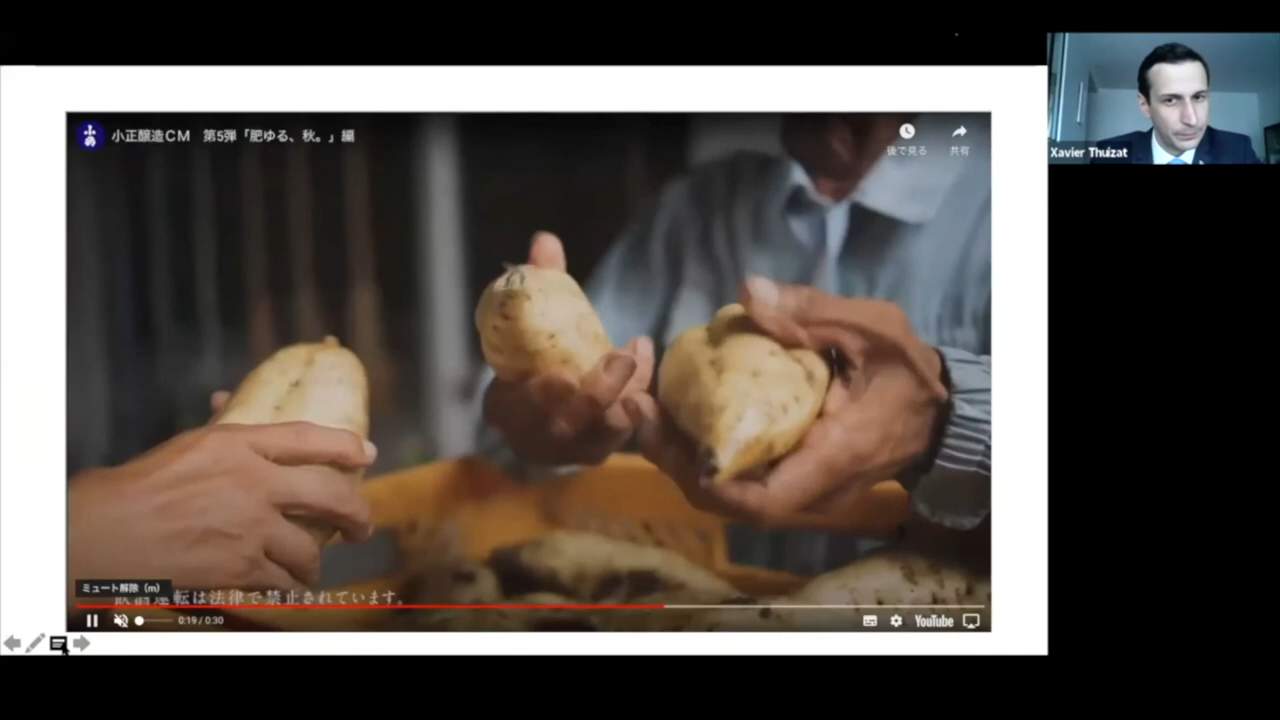 小正醸造CM 第5弾「肥ゆる、秋。」編
後で見る
共有
Xavier Thuizat
ミュート解除（m）
飲酒運転は法律で禁止されています。
0:19 / 0:30
YouTube